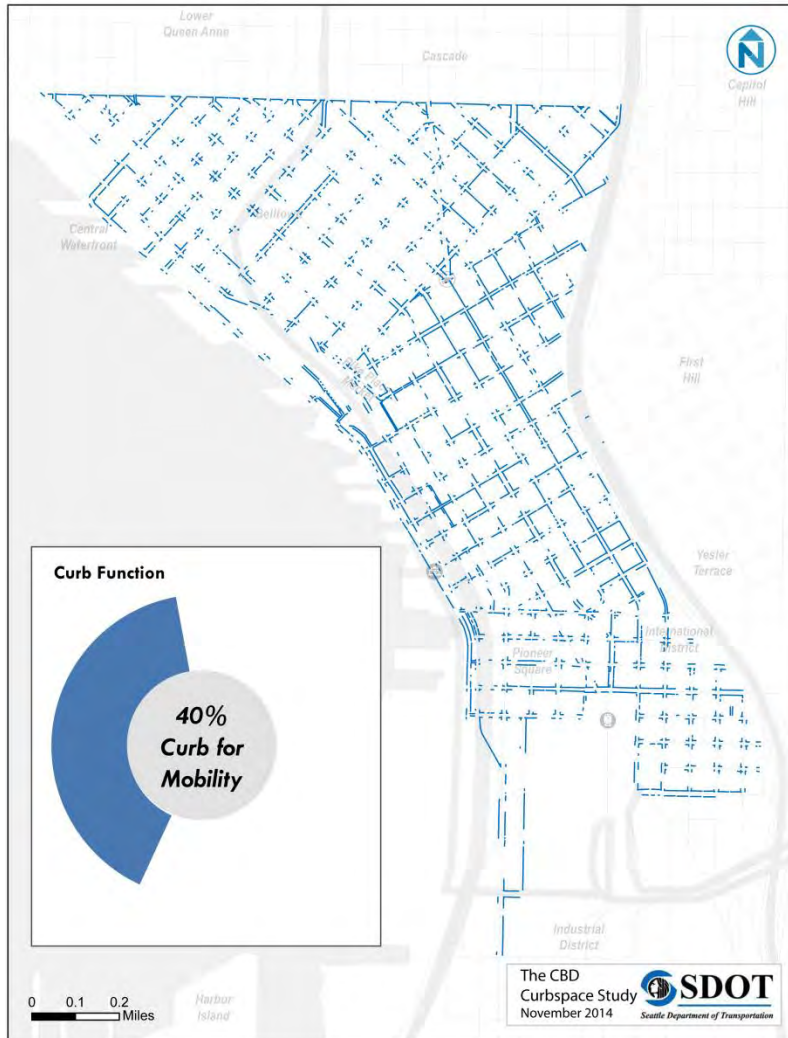 Lower
Queen Anne
Cascade
N
Capitol
Hill
Belltown
Central
Waterfront
First
Hill
Yesler
Terrace
Curb Function
40%
Curb for
Mobility
International
District
Pioneer
Square
Industrial
District
Harbor
Island
0 0.1 0.2
Miles
The CBD
Curbspace Study
November 2014
SDOT
Seattle Department of Transportation